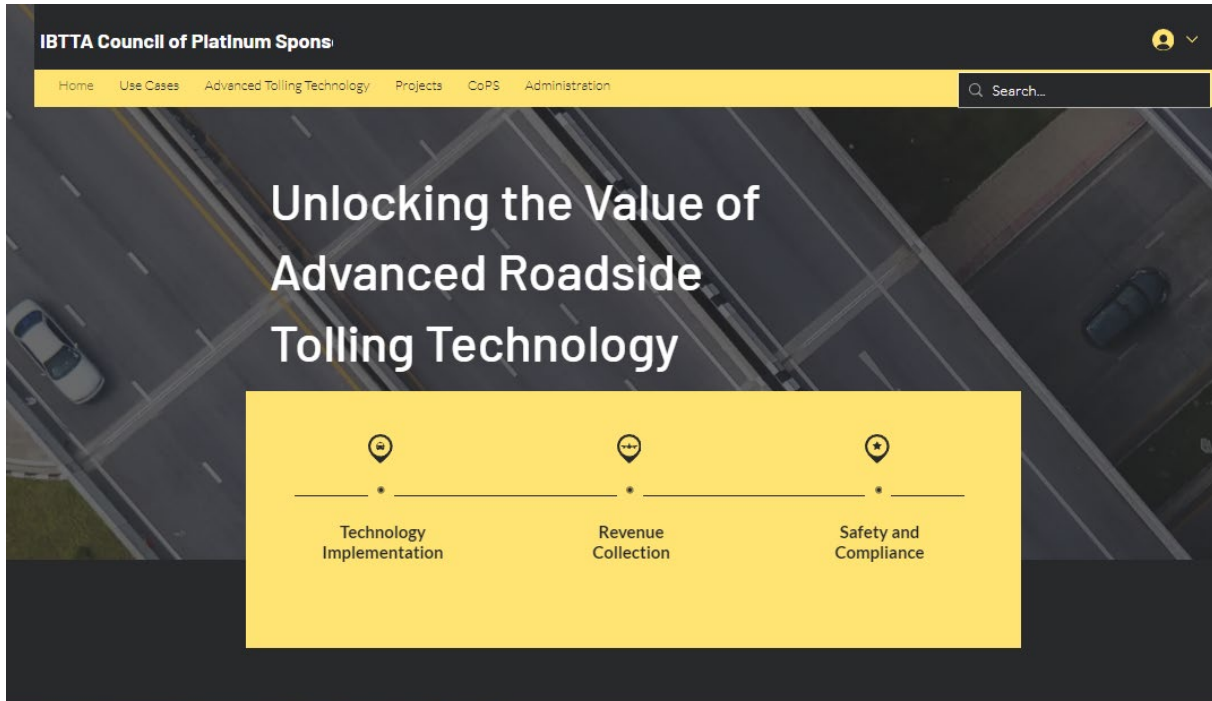 IBTTA Council of Platinum Spons
Home Use Cases Advanced Tolling Technology Projects CoPS Administration
Search...
Unlocking the Value of
Advanced Roadside
Tolling Technology
Technology
Implementation
Revenue
Collection
Safety and
Compliance